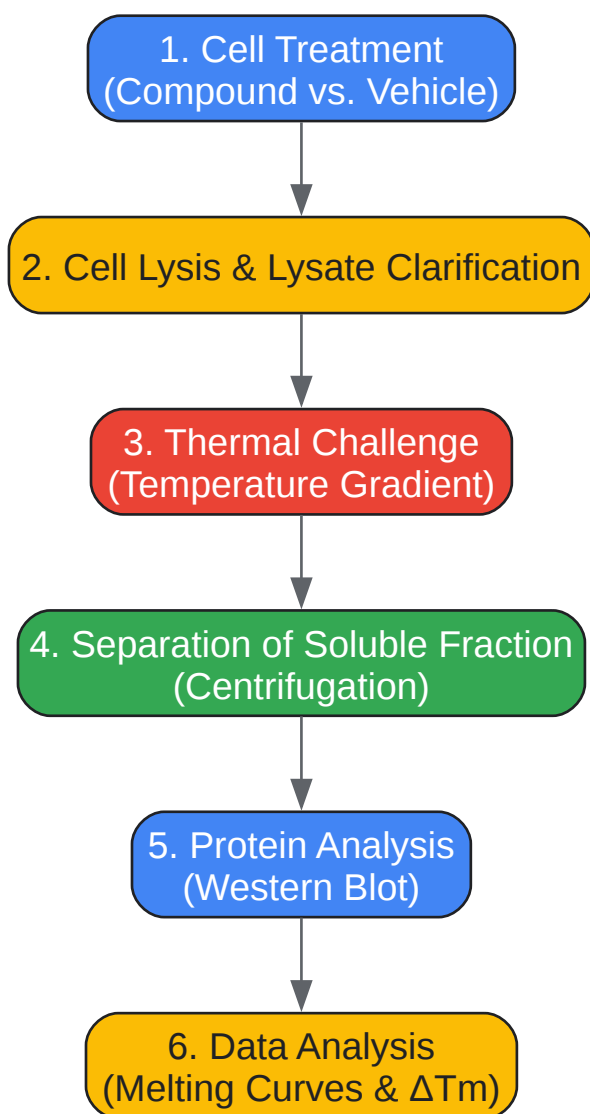 1. Cell Treatment
(Compound vs. Vehicle)
2. Cell Lysis & Lysate Clarification
3. Thermal Challenge
(Temperature Gradient)
4. Separation of Soluble Fraction
(Centrifugation)
5. Protein Analysis
(Western Blot)
6. Data Analysis
(Melting Curves & ΔTm)